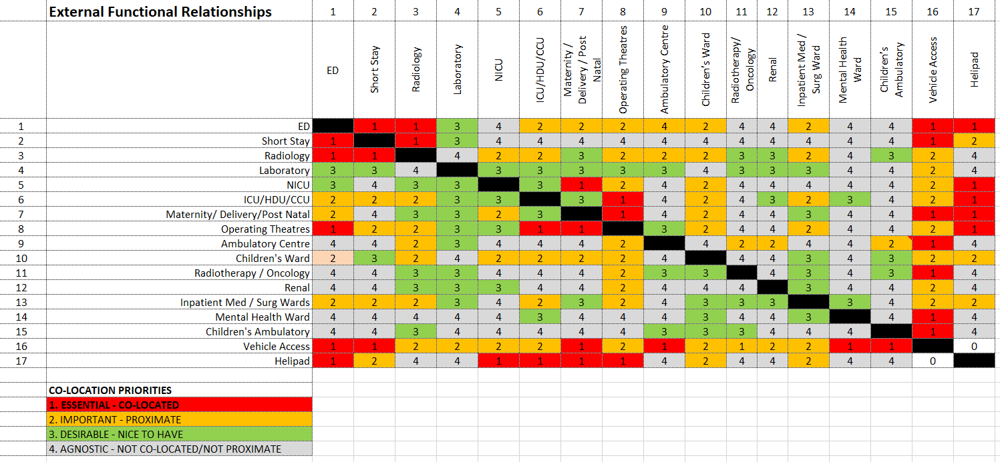 External Functional Relationships 1 2 3 4 5 6 7 8 9 10 11 12 13 14 15 16 17
ED
Short Stay
Radiology
Laboratory
NICU
ICU/HDU/CCU
Maternity /
Delivery / Post
Natal
Operating Theatres
Ambulatory Centre
Children's Ward
Radiotherapy/
Oncology
Renal
Inpatient Med /
Surg Ward
Mental Health
Ward
Children's
Ambulatory
Vehicle Access
Helipad
1 ED 1 1 3 4 2 2 2 4 2 4 4 2 4 4 1 1
2 Short Stay 1 1 3 4 4 4 4 4 4 4 4 4 4 4 1 2
3 Radiology 1 1 4 2 2 3 2 2 2 3 3 2 4 3 2 4
4 Laboratory 3 3 4 3 3 3 3 3 4 3 3 3 4 4 2 4
5 NICU 3 4 3 3 3 1 2 4 2 4 4 4 4 4 2 1
6 ICU/HDU/CCU 2 2 2 3 3 3 1 4 2 4 3 2 3 4 2 1
7 Maternity/ Delivery/Post Natal 2 4 3 3 2 3 1 4 2 4 4 3 4 4 1 1
8 Operating Theatres 1 2 2 3 3 1 1 3 2 4 4 2 4 4 2 1
9 Ambulatory Centre 4 4 2 3 4 4 4 2 4 2 2 4 4 2 1 4
10 Children's Ward 2 3 2 4 2 2 2 2 4 4 4 3 4 3 2 2
11 Radiotherapy / Oncology 4 4 3 3 4 4 4 2 3 3 4 3 4 3 1 4
12 Renal 4 4 3 3 3 4 4 2 4 4 4 3 4 4 2 4
13 Inpatient Med / Surg Wards 2 2 2 3 4 2 3 2 4 3 3 3 3 4 2 2
14 Mental Health Ward 4 4 4 4 4 3 4 4 4 3 4 4 3 4 1 4
15 Children's Ambulatory 4 4 3 4 4 4 4 4 3 3 3 4 4 4 1 4
16 Vehicle Access 1 1 2 2 2 2 1 2 1 2 1 2 2 1 1 0
17 Helipad 1 2 4 4 1 1 1 1 4 2 4 4 2 4 4 0
CO-LOCATION PRIORITIES
1. ESSENTIAL - CO-LOCATED
2. IMPORTANT - PROXIMATE
3. DESIRABLE - NICE TO HAVE
4. AGNOSTIC - NOT CO-LOCATED/NOT PROXIMATE